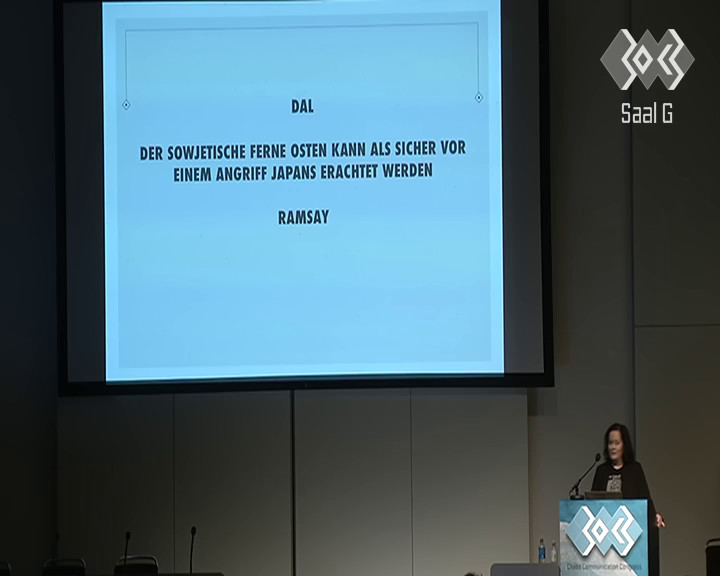 DAL
DER SOWJETISCHE FERNE OSTEN KANN ALS SICHER VOR
EINEM ANGRIFF JAPANS ERACHTET WERDEN
RAMSAY
Saal G
Chaos Communication Congress